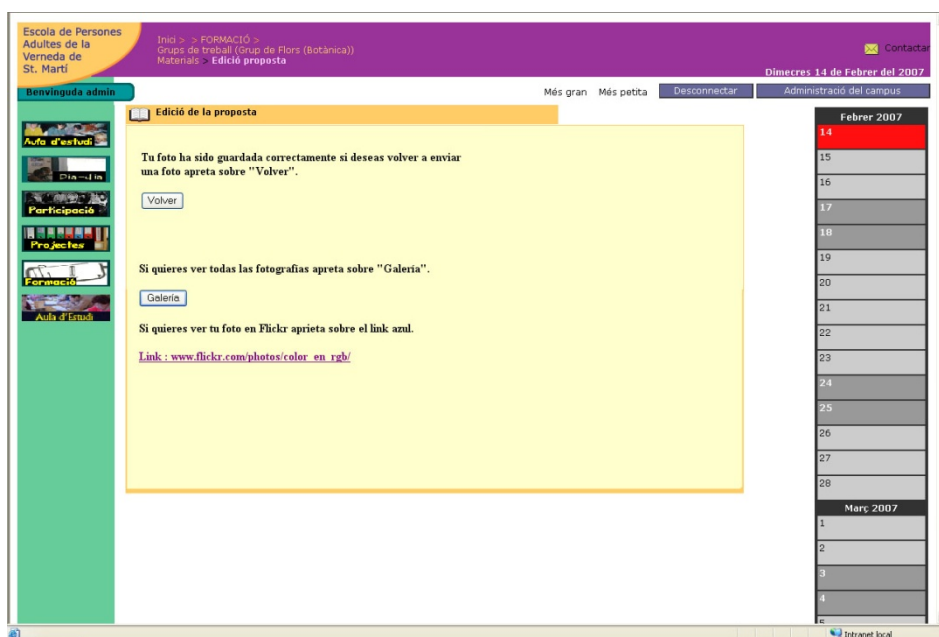 Escola de Persones
Adultes de la
Verneda de
St. Martí
Inici > > FORMACIÓ >
Grups de treball (Grup de Flors (Botànica))
Materials > Edició proposta
Contactar
Dimecres 14 de Febrer del 2007
Benvinguda admin
Més gran Més petita Desconnectar Administració del campus
Edició de la proposta
Aula d'estudi
Dia-dia
Participació
Projectes
Formació
Aula d'Estudi
Tu foto ha sido guardada correctamente si deseas volver a enviar
una foto apreta sobre "Volver".
Volver
Si quieres ver todas las fotografias apreta sobre "Galería".
Galería
Si quieres ver tu foto en Flickr aprieta sobre el link azul.
Link : www.flickr.com/photos/color_en_rgb/
Febrer 2007
14
15
16
17
18
19
20
21
22
23
24
25
26
27
28
Març 2007
1
2
3
4
5
Intranet local